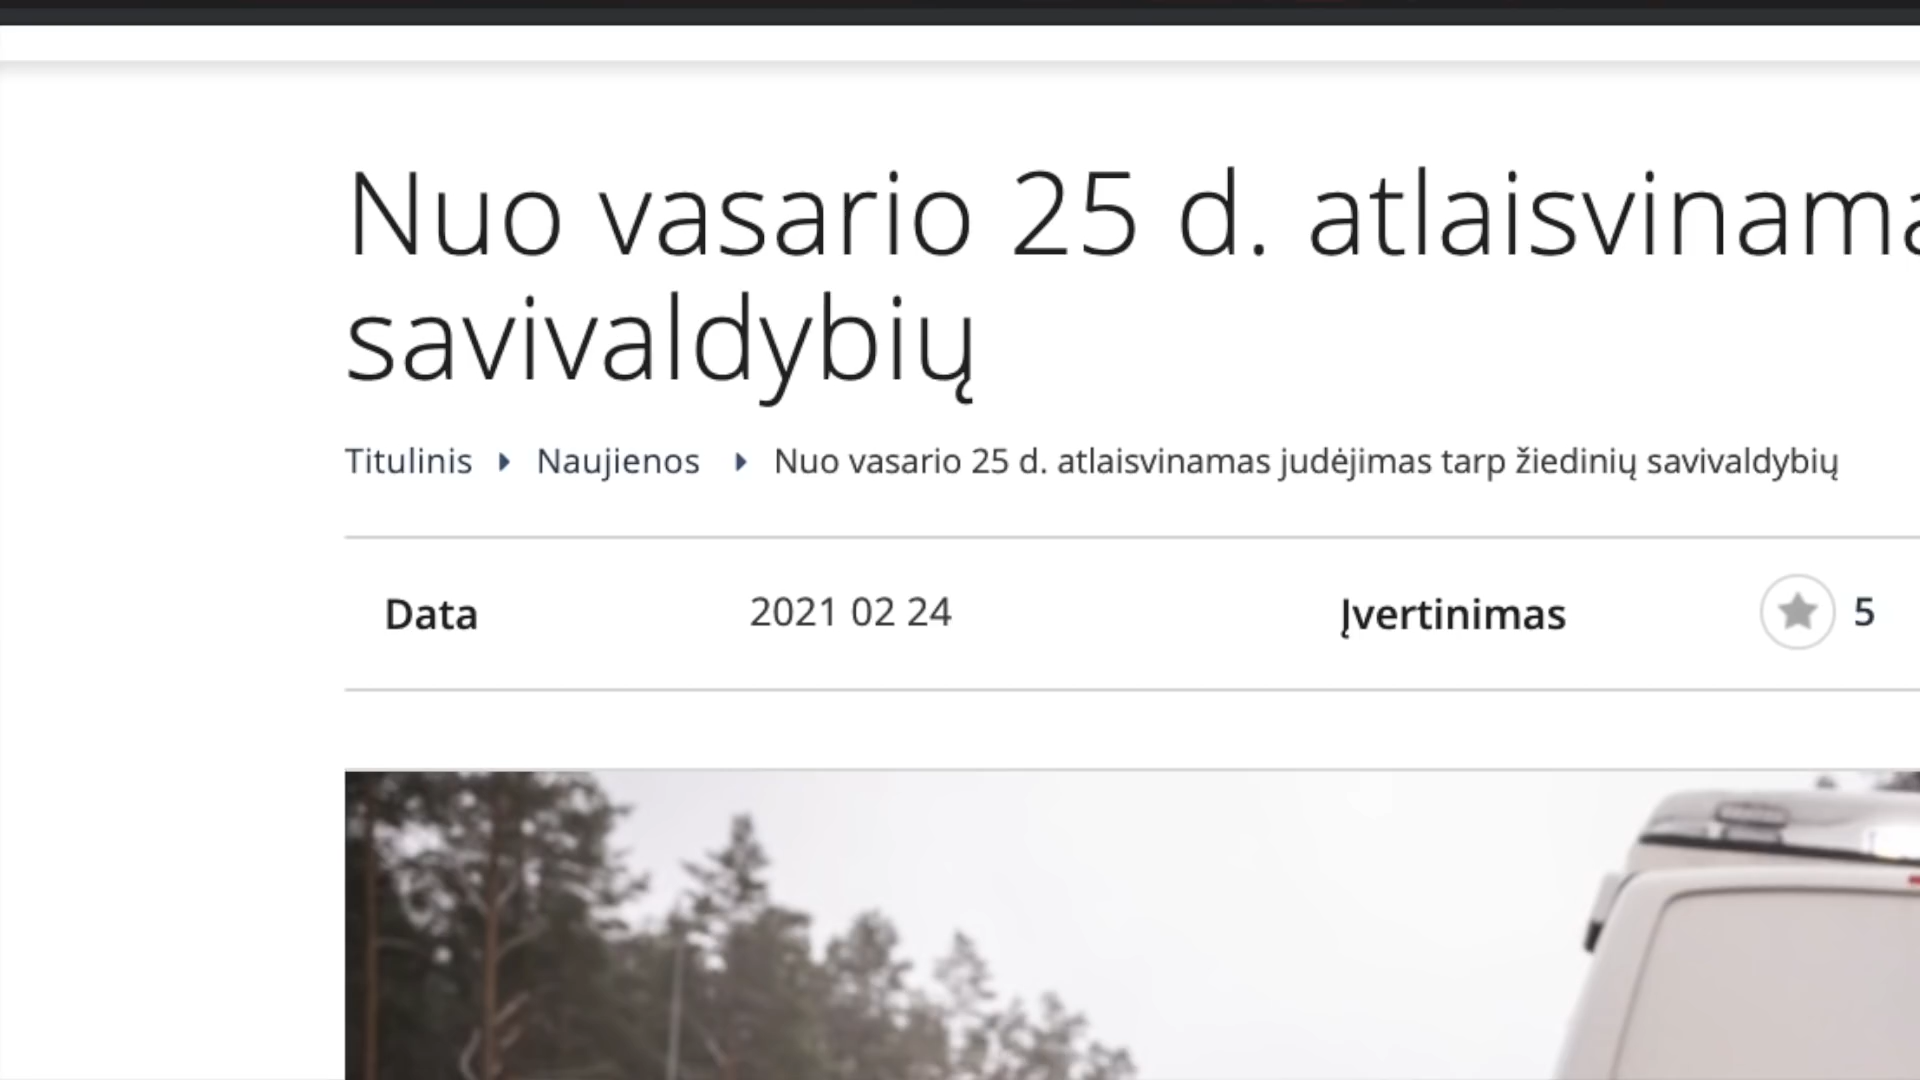 Nuo vasario 25 d. atlaisvinama
savivaldybių
Titulinis Naujienos Nuo vasario 25 d. atlaisvinamas judėjimas tarp žiedinių savivaldybių
Data 2021 02 24 Įvertinimas 5